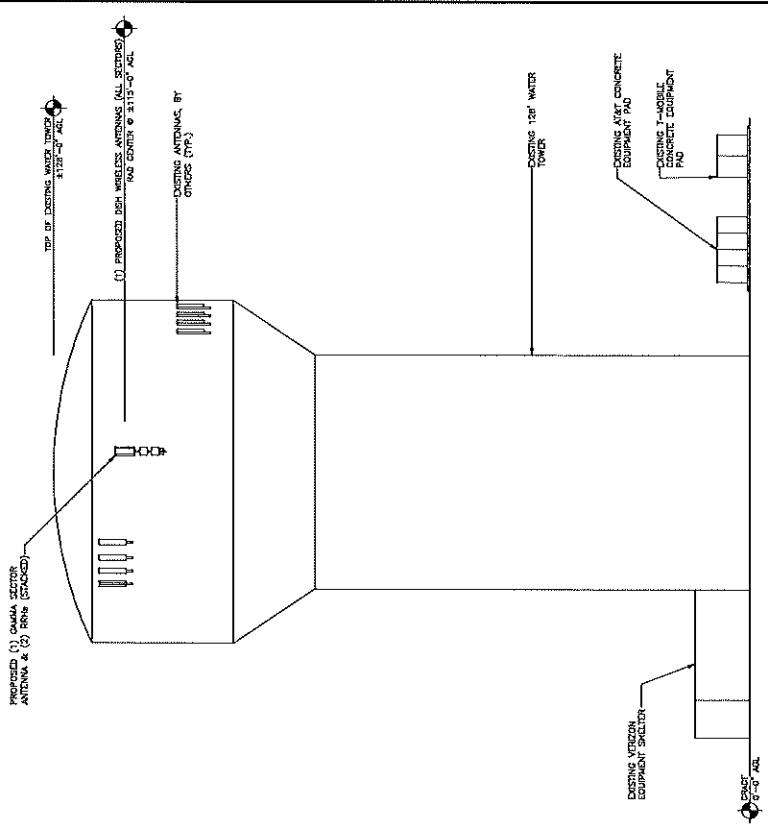 TOP OF EXISTING WATER TOWER
±128'-0" AGL
(1) PROPOSED DISH WIRELESS ANTENNAS (ALL SECTORS)
RAD CENTER @ ±115'-0" AGL
EXISTING ANTENNAS, BY
OTHERS (TYP.)
PROPOSED (1) GAMMA SECTOR
ANTENNA & (2) RRHs (STACKED)
EXISTING 128' WATER
TOWER
EXISTING AT&T CONCRETE
EQUIPMENT PAD
EXISTING T-MOBILE
CONCRETE EQUIPMENT
PAD
EXISTING VERIZON
EQUIPMENT SHELTER
GRADE
0'-0" AGL